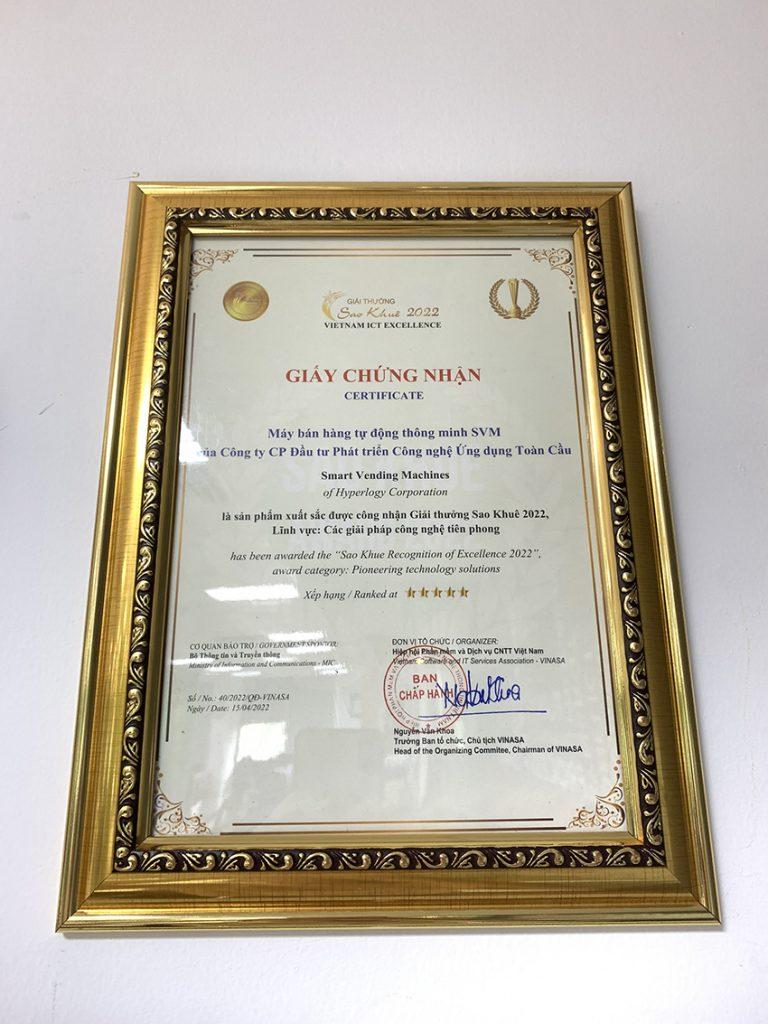 GIẢI THƯỞNG
Sao Khuê 2022
VIETNAM ICT EXCELLENCE
GIẤY CHỨNG NHẬN
CERTIFICATE
Máy bán hàng tự động thông minh SVM
của Công ty CP Đầu tư Phát triển Công nghệ Ứng dụng Toàn Cầu
Smart Vending Machines
of Hyperlogy Corporation
là sản phẩm xuất sắc được công nhận Giải thưởng Sao Khuê 2022,
Lĩnh vực: Các giải pháp công nghệ tiên phong
has been awarded the “Sao Khue Recognition of Excellence 2022”,
award category: Pioneering technology solutions
Xếp hạng / Ranked at
CƠ QUAN BẢO TRỢ / GOVERNMENT SPONTOR:
Bộ Thông tin và Truyền thông
Ministry of Information and Communications - MIC
Số / No.: 40/2022/QĐ-VINASA
Ngày / Date: 15/04/2022
ĐƠN VỊ TỔ CHỨC / ORGANIZER:
Hiệp hội Phần mềm và Dịch vụ CNTT Việt Nam
Vietnam Software and IT Services Association - VINASA
BAN
CHẤP HÀNH
Nguyễn Văn Khoa
Trưởng Ban tổ chức, Chủ tịch VINASA
Head of the Organizing Commitee, Chairman of VINASA